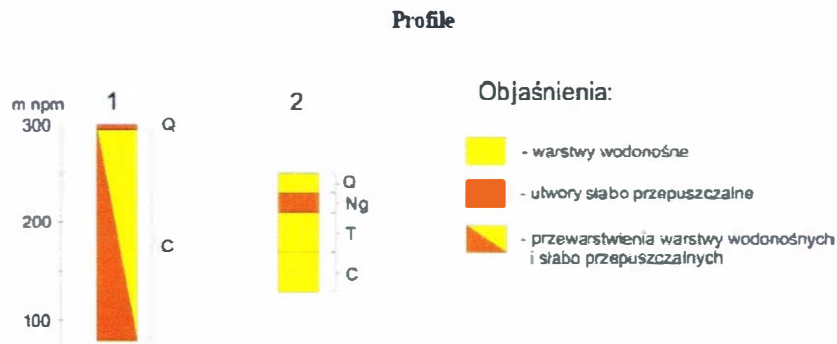 Profile
m npm
1
2
300
200
100
Q
C
Q
Ng
T
C
Objaśnienia:
- warstwy wodonośne
- utwory słabo przepuszczalne
- przewarstwienia warstwy wodonośnych
i słabo przepuszczalnych